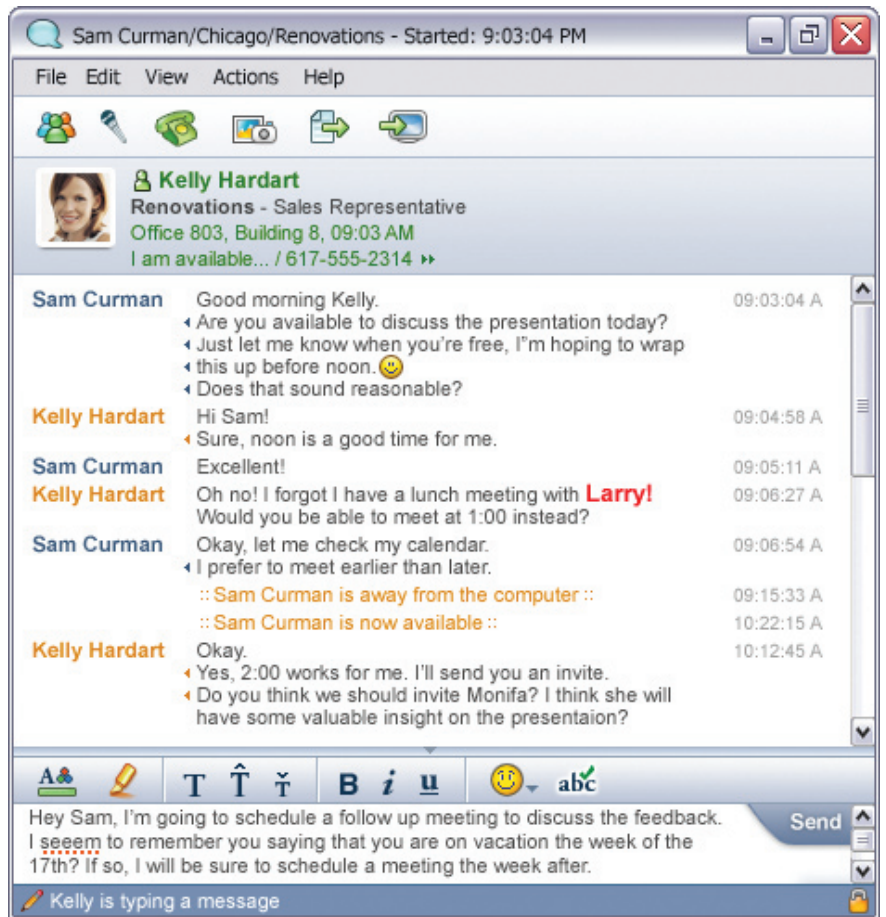 Sam Curman/Chicago/Renovations - Started: 9:03:04 PM
File Edit View Actions Help
Kelly Hardart
Renovations - Sales Representative
Office 803, Building 8, 09:03 AM
I am available... / 617-555-2314
Sam Curman Good morning Kelly. 09:03:04 A
Are you available to discuss the presentation today?
Just let me know when you're free, I"m hoping to wrap
this up before noon.
Does that sound reasonable?
Kelly Hardart Hi Sam! 09:04:58 A
Sure, noon is a good time for me.
Sam Curman Excellent! 09:05:11 A
Kelly Hardart Oh no! I forgot I have a lunch meeting with Larry! 09:06:27 A
Would you be able to meet at 1:00 instead?
Sam Curman Okay, let me check my calendar. 09:06:54 A
I prefer to meet earlier than later.
:: Sam Curman is away from the computer :: 09:15:33 A
:: Sam Curman is now available :: 10:22:15 A
Kelly Hardart Okay. 10:12:45 A
Yes, 2:00 works for me. I'll send you an invite.
Do you think we should invite Monifa? I think she will
have some valuable insight on the presentaion?
A T T T B i u abc
Hey Sam, I'm going to schedule a follow up meeting to discuss the feedback. Send
I seeem to remember you saying that you are on vacation the week of the
17th? If so, I will be sure to schedule a meeting the week after.
Kelly is typing a message